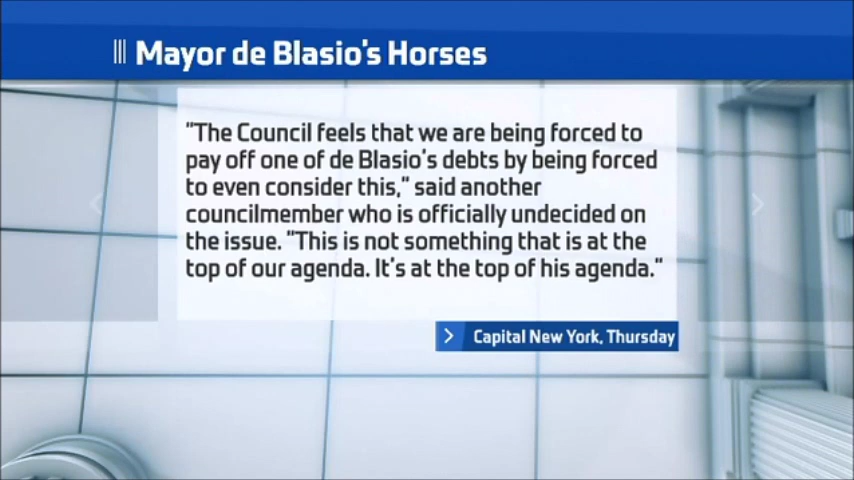 Mayor de Blasio's Horses
"The Council feels that we are being forced to
pay off one of de Blasio's debts by being forced
to even consider this," said another
councilmember who is officially undecided on
the issue. "This is not something that is at the
top of our agenda. It's at the top of his agenda."
Capital New York, Thursday